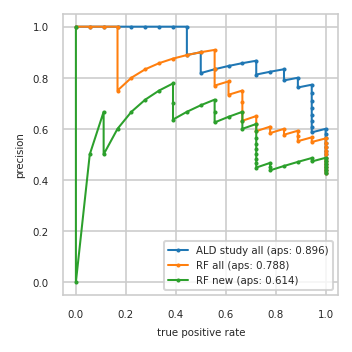 1.0
0.8
0.6
0.4
0.2
0.0
precision
ALD study all (aps: 0.896)
RF all (aps: 0.788)
RF new (aps: 0.614)
0.0 0.2 0.4 0.6 0.8 1.0
true positive rate